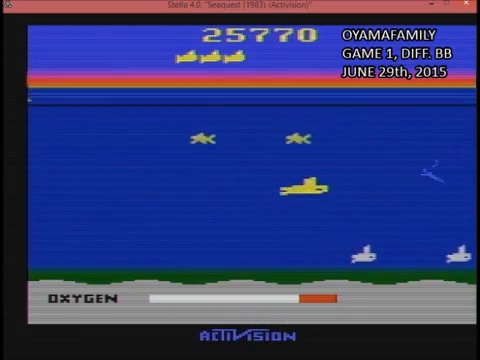 Stella 4.0: "Seaquest (1983) (Activision)"
25770
OYAMAFAMILY
GAME 1, DIFF. BB
JUNE 29th, 2015
OXYGEN
ACTIVISION